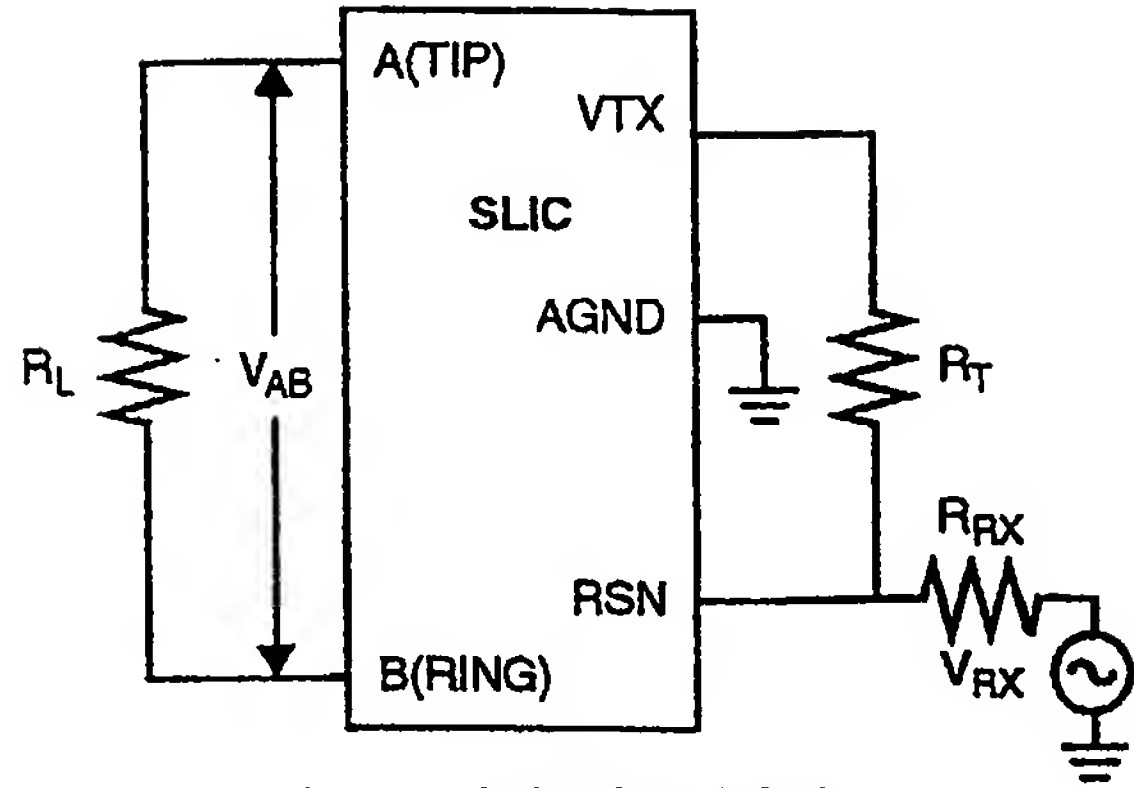 A(TIP)
VTX
SLIC
AGND
RL
VAB
RT
RRX
RSN
VRX
B(RING)